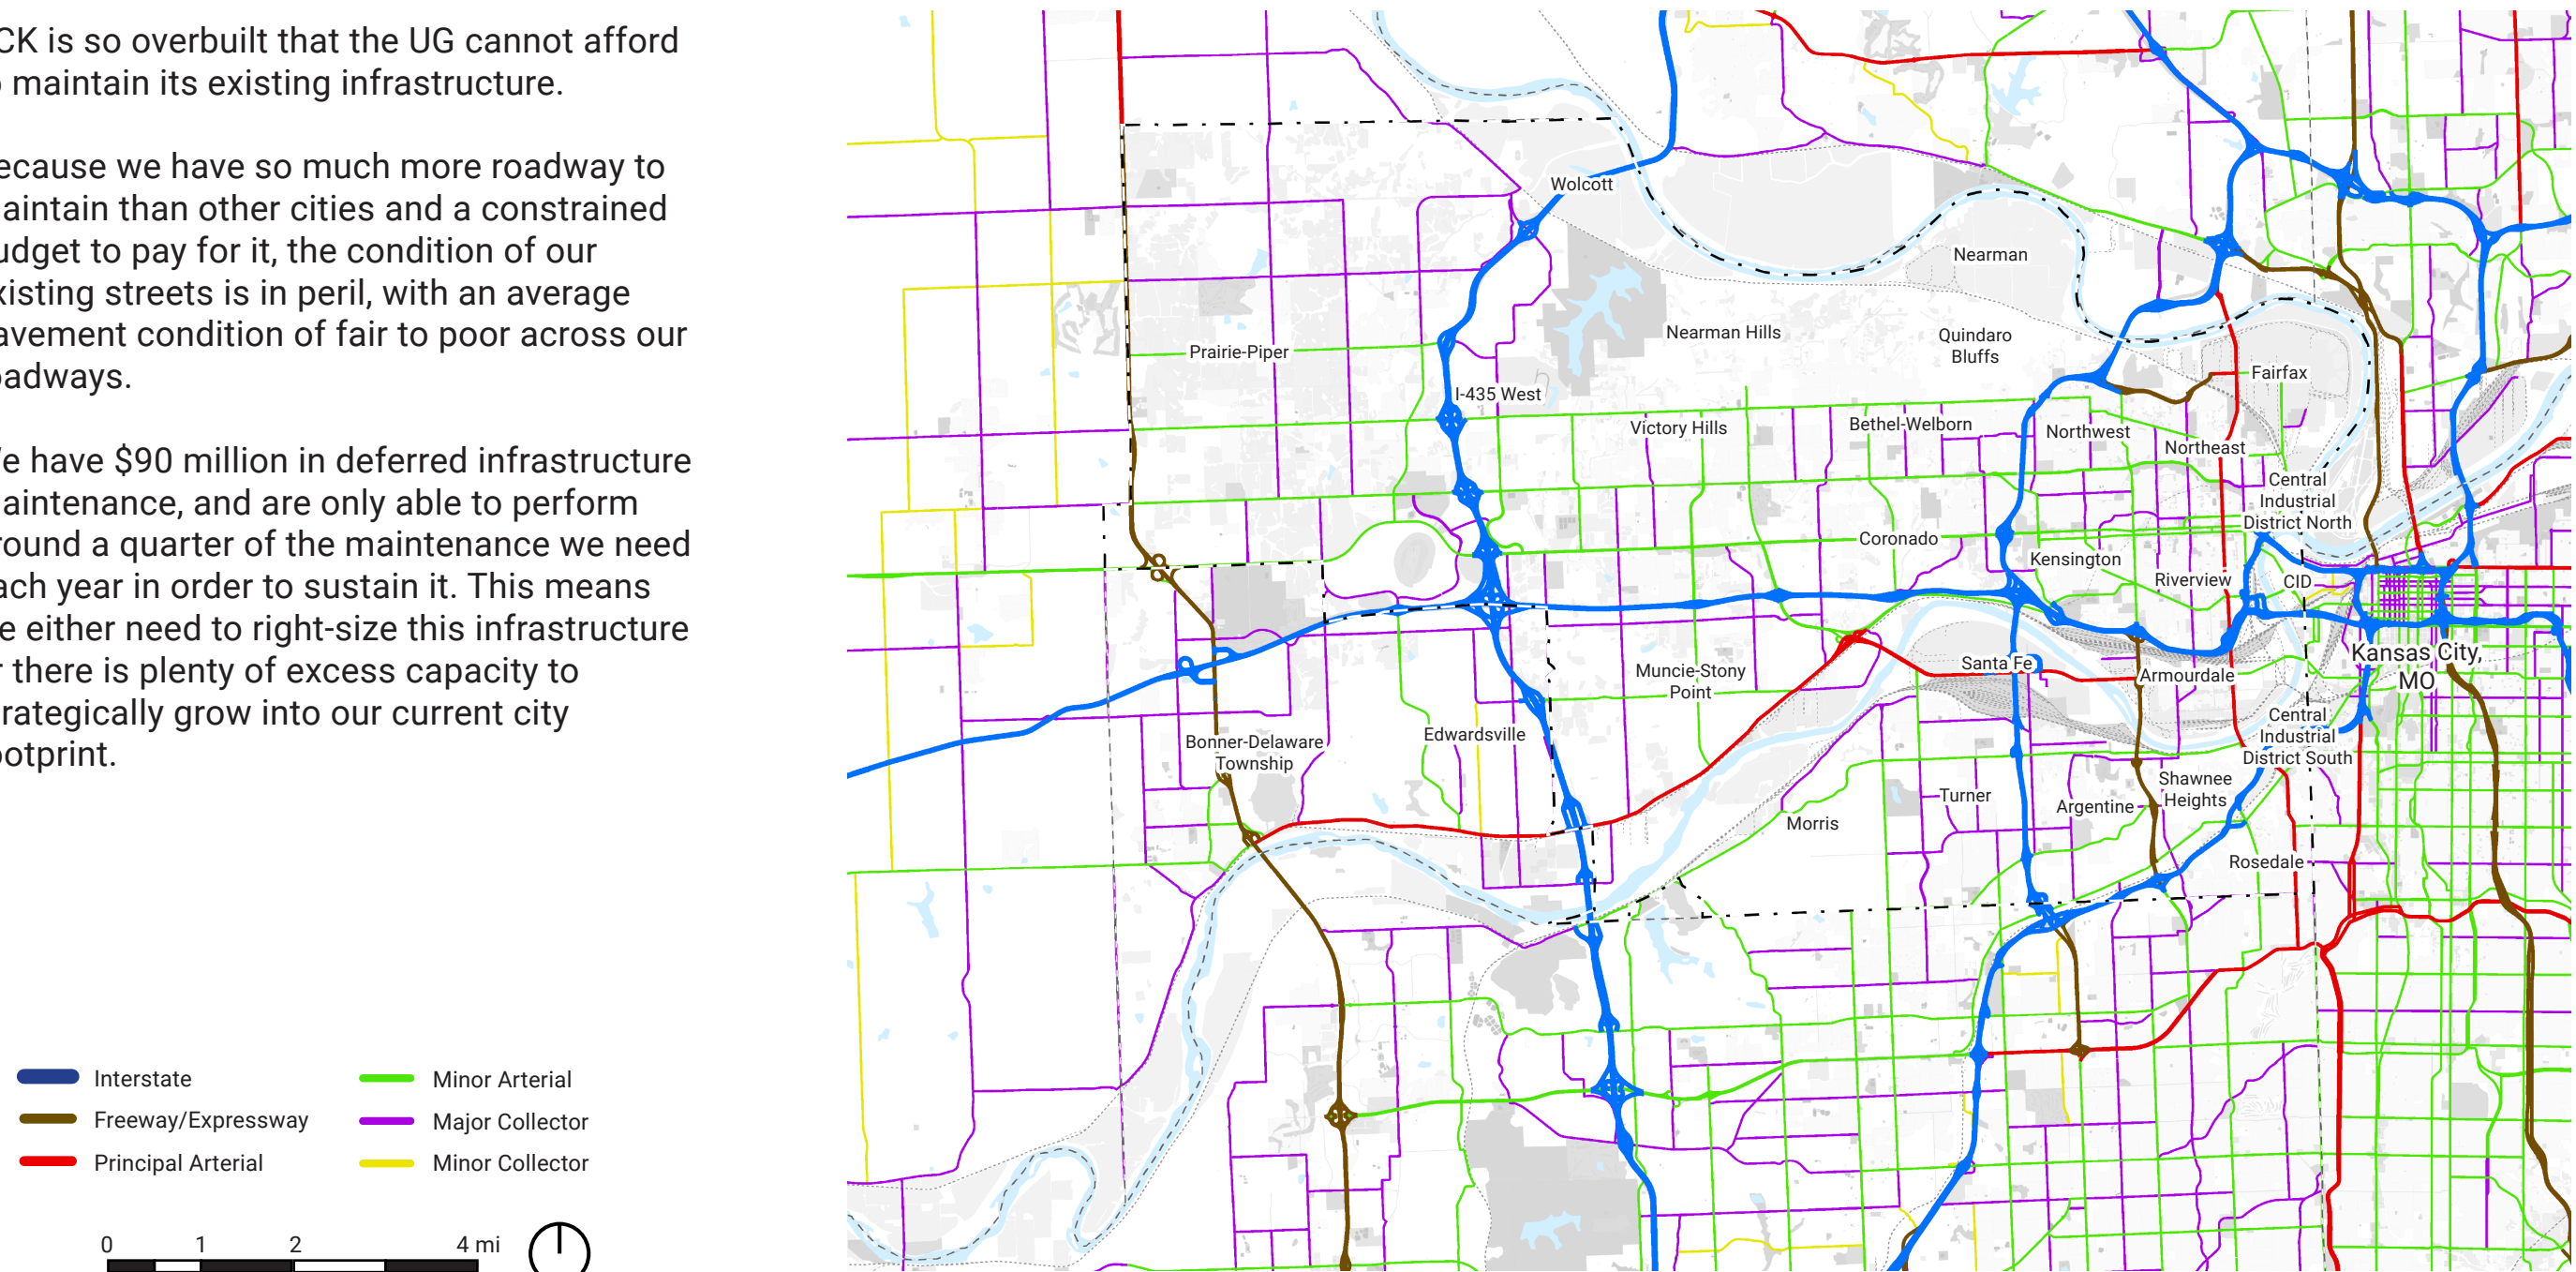 CK is so overbuilt that the UG cannot afford
o maintain its existing infrastructure.
ecause we have so much more roadway to
aintain than other cities and a constrained
udget to pay for it, the condition of our
xisting streets is in peril, with an average
avement condition of fair to poor across our
oadways.
e have $90 million in deferred infrastructure
aintenance, and are only able to perform
round a quarter of the maintenance we need
ach year in order to sustain it. This means
e either need to right-size this infrastructure
r there is plenty of excess capacity to
trategically grow into our current city
ootprint.
Interstate
Freeway/Expressway
Principal Arterial
Minor Arterial
Major Collector
Minor Collector
0 1 2 4 mi
Wolcott
Nearman
Nearman Hills
Quindaro
Bluffs
Prairie-Piper
Fairfax
I-435 West
Victory Hills
Bethel-Welborn
Northwest
Northeast
Central
Industrial
District North
Coronado
Kensington
Riverview
CID
Kansas City,
MO
Santa Fe
Muncie-Stony
Point
Armourdale
Edwardsville
Central
Industrial
District South
Bonner-Delaware
Township
Shawnee
Heights
Turner
Argentine
Morris
Rosedale